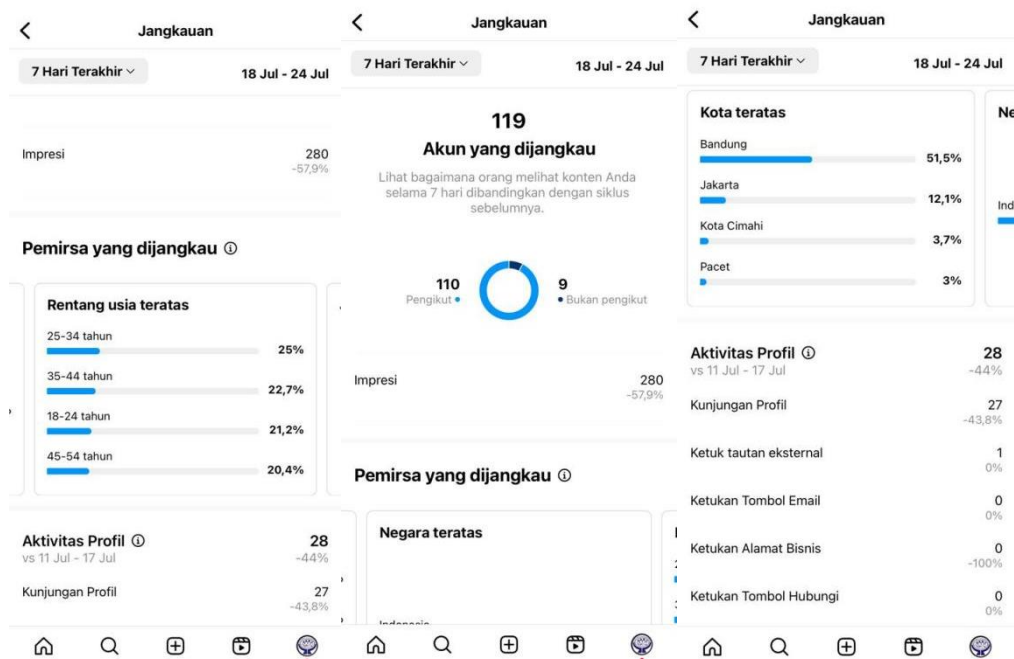 Jangkauan
7 Hari Terakhir
18 Jul - 24 Jul
Impresi
280
-57,9%
Pemirsa yang dijangkau
Rentang usia teratas
25-34 tahun
25%
35-44 tahun
22,7%
18-24 tahun
21,2%
45-54 tahun
20,4%
Aktivitas Profil
28
vs 11 Jul - 17 Jul
-44%
Kunjungan Profil
27
-43,8%
Jangkauan
7 Hari Terakhir
18 Jul - 24 Jul
119
Akun yang dijangkau
Lihat bagaimana orang melihat konten Anda
selama 7 hari dibandingkan dengan siklus
sebelumnya.
110
Pengikut
9
Bukan pengikut
Impresi
280
-57,9%
Pemirsa yang dijangkau
Negara teratas
Indonesia
Jangkauan
7 Hari Terakhir
18 Jul - 24 Jul
Kota teratas
Bandung
51,5%
Jakarta
12,1%
Kota Cimahi
3,7%
Pacet
3%
Ne
Ind
Aktivitas Profil
28
vs 11 Jul - 17 Jul
-44%
Kunjungan Profil
27
-43,8%
Ketuk tautan eksternal
1
0%
Ketukan Tombol Email
0
0%
Ketukan Alamat Bisnis
0
-100%
Ketukan Tombol Hubungi
0
0%